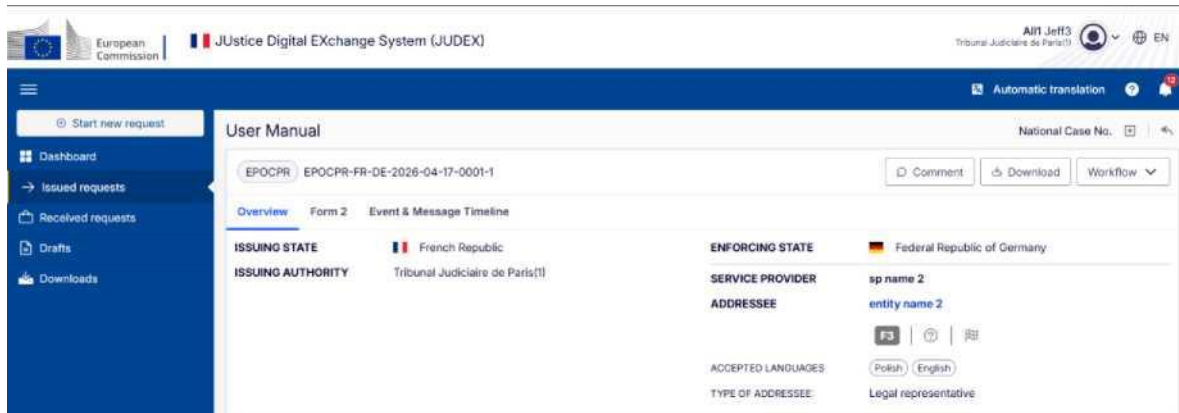 European
Commission
JUstice Digital EXchange System (JUDEX)
All1 Jeff3
Tribunal Judiciaire de Paris(1)
EN
Automatic translation
12
Start new request
Dashboard
Issued requests
Received requests
Drafts
Downloads
User Manual
National Case No.
EPOCPR EPOCPR-FR-DE-2026-04-17-0001-1
Comment
Download
Workflow
Overview Form 2 Event & Message Timeline
ISSUING STATE French Republic
ISSUING AUTHORITY Tribunal Judiciaire de Paris(1)
ENFORCING STATE Federal Republic of Germany
SERVICE PROVIDER sp name 2
ADDRESSEE entity name 2
F3
ACCEPTED LANGUAGES Polish English
TYPE OF ADDRESSEE Legal representative